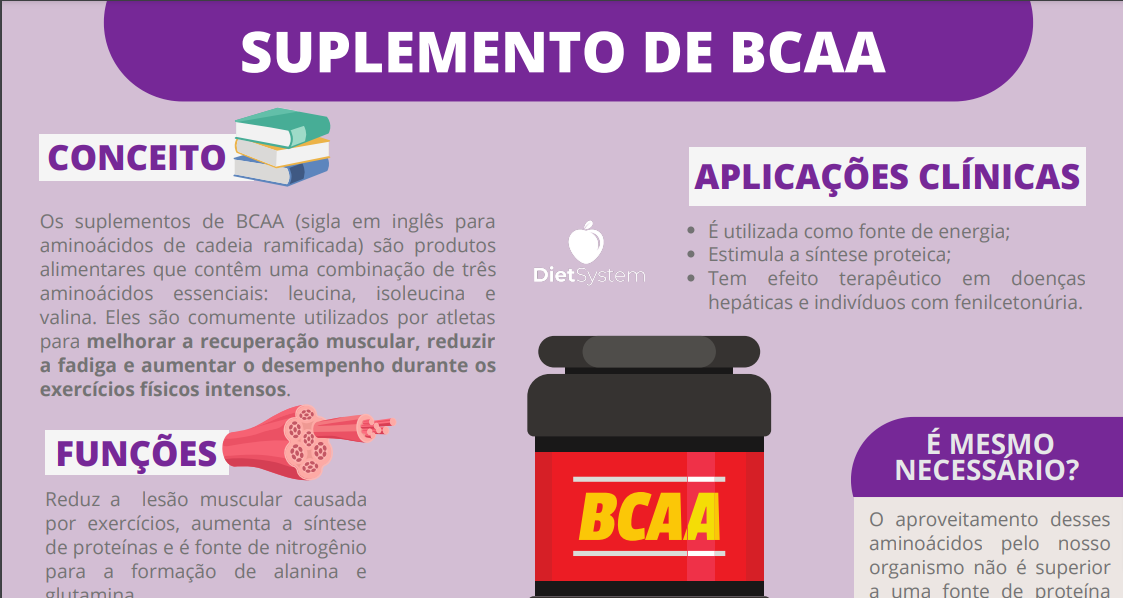 SUPLEMENTO DE BCAA
CONCEITO
Os suplementos de BCAA (sigla em inglês para
aminoácidos de cadeia ramificada) são produtos
alimentares que contêm uma combinação de três
aminoácidos essenciais: leucina, isoleucina e
valina. Eles são comumente utilizados por atletas
para melhorar a recuperação muscular, reduzir
a fadiga e aumentar o desempenho durante os
exercícios físicos intensos.
FUNÇÕES
Reduz a lesão muscular causada
por exercícios, aumenta a síntese
de proteínas e é fonte de nitrogênio
para a formação de alanina e
glutamina
DietSystem
BCAA
APLICAÇÕES CLÍNICAS
• É utilizada como fonte de energia;
• Estimula a síntese proteica;
• Tem efeito terapêutico em doenças
hepáticas e indivíduos com fenilcetonúria.
É MESMO
NECESSÁRIO?
O aproveitamento desses
aminoácidos pelo nosso
organismo não é superior
a uma fonte de proteína